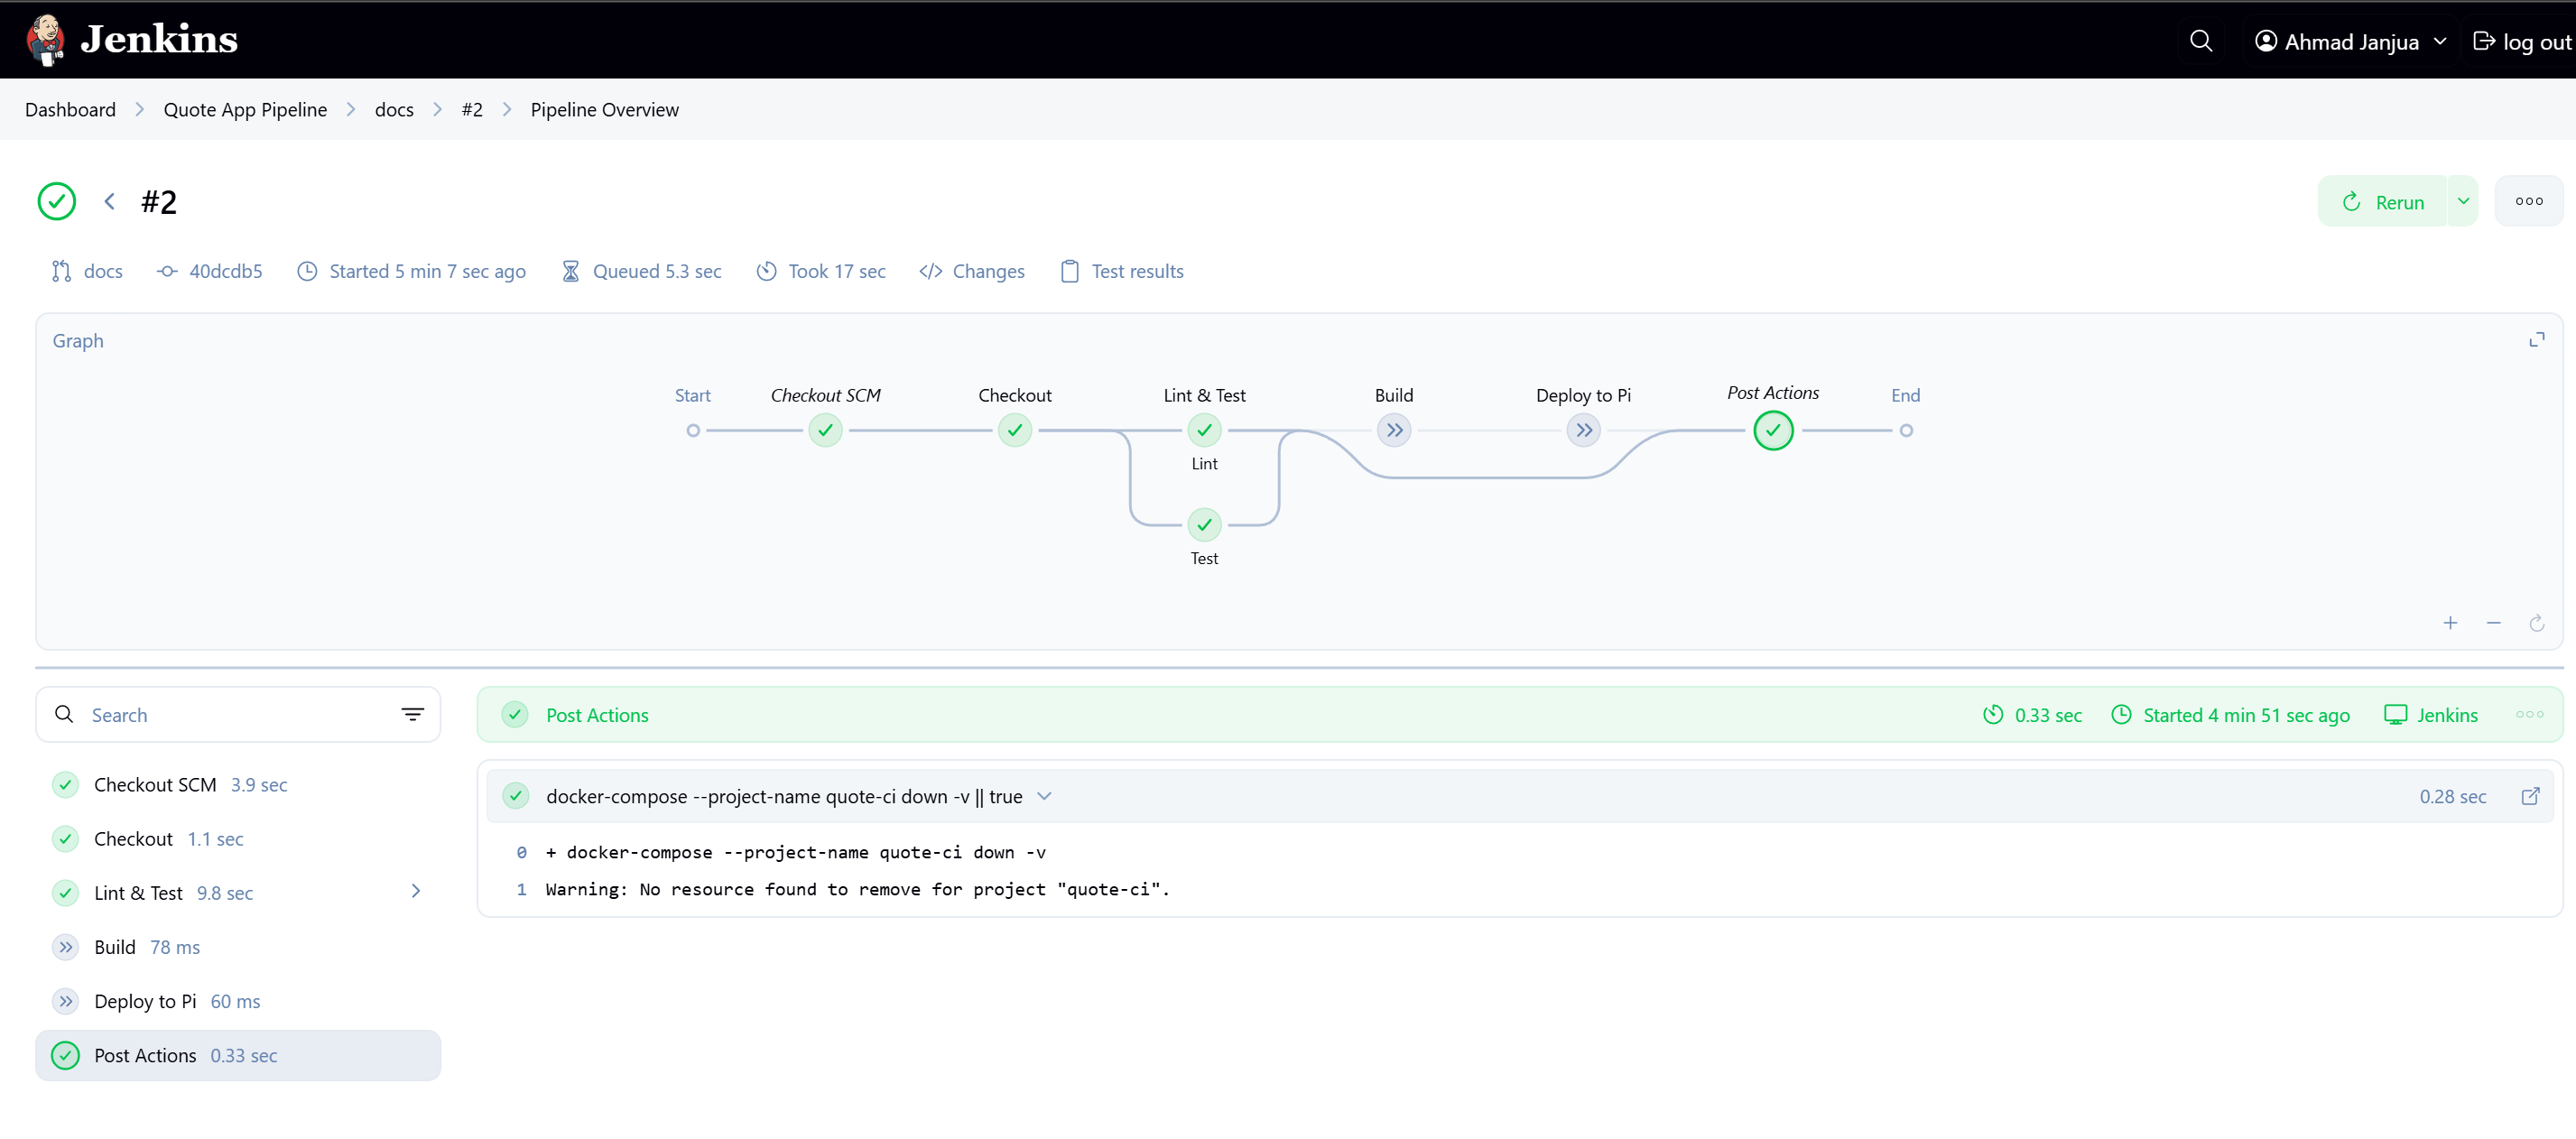 Jenkins
Ahmad Janjua
log out
Dashboard
Quote App Pipeline
docs
#2
Pipeline Overview
#2
Rerun
docs
40dcdb5
Started 5 min 7 sec ago
Queued 5.3 sec
Took 17 sec
Changes
Test results
Graph
Start
Checkout SCM
Checkout
Lint & Test
Build
Deploy to Pi
Post Actions
End
Lint
Test
Search
Checkout SCM 3.9 sec
Checkout 1.1 sec
Lint & Test 9.8 sec
Build 78 ms
Deploy to Pi 60 ms
Post Actions 0.33 sec
Post Actions
0.33 sec
Started 4 min 51 sec ago
Jenkins
docker-compose --project-name quote-ci down -v || true
0.28 sec
0 + docker-compose --project-name quote-ci down -v
1 Warning: No resource found to remove for project "quote-ci".